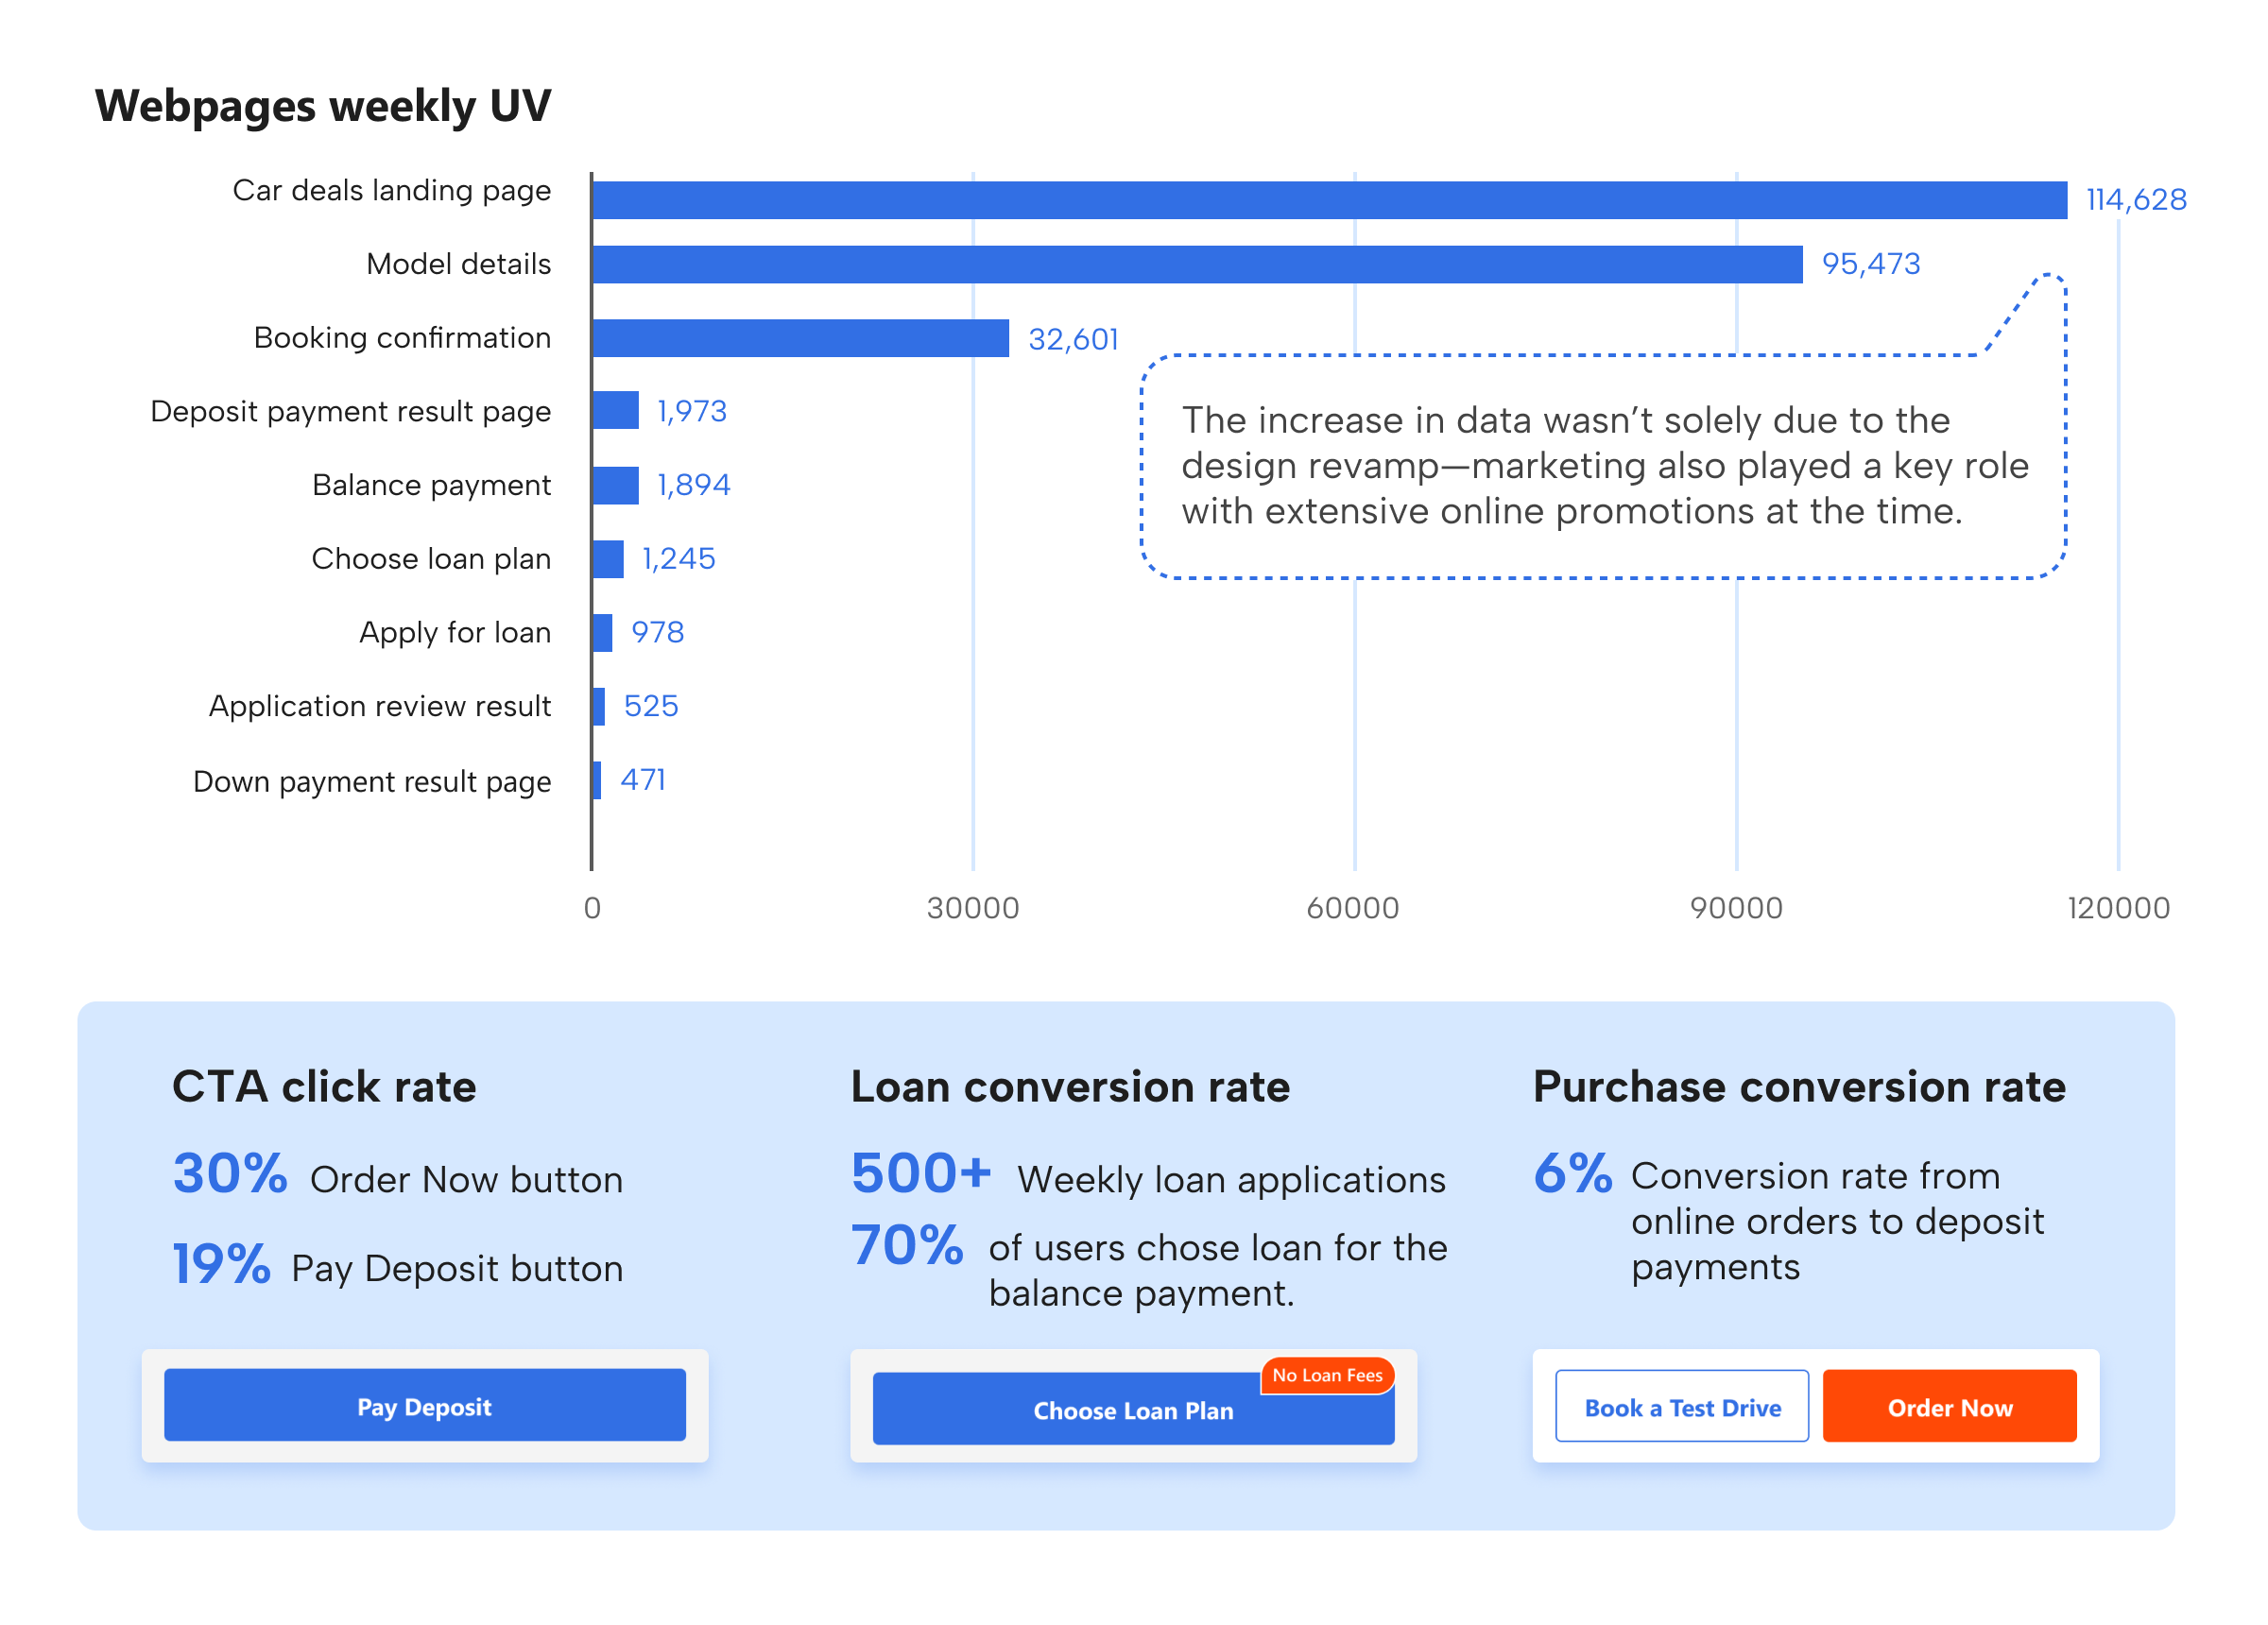 Webpages weekly UV
Car deals landing page 114,628
Model details 95,473
Booking confirmation 32,601
Deposit payment result page 1,973
Balance payment 1,894
Choose loan plan 1,245
Apply for loan 978
Application review result 525
Down payment result page 471
The increase in data wasn’t solely due to the
design revamp—marketing also played a key role
with extensive online promotions at the time.
0 30000 60000 90000 120000
CTA click rate
30% Order Now button
19% Pay Deposit button
Pay Deposit
Loan conversion rate
500+ Weekly loan applications
70% of users chose loan for the
balance payment.
No Loan Fees
Choose Loan Plan
Purchase conversion rate
6% Conversion rate from
online orders to deposit
payments
Book a Test Drive
Order Now